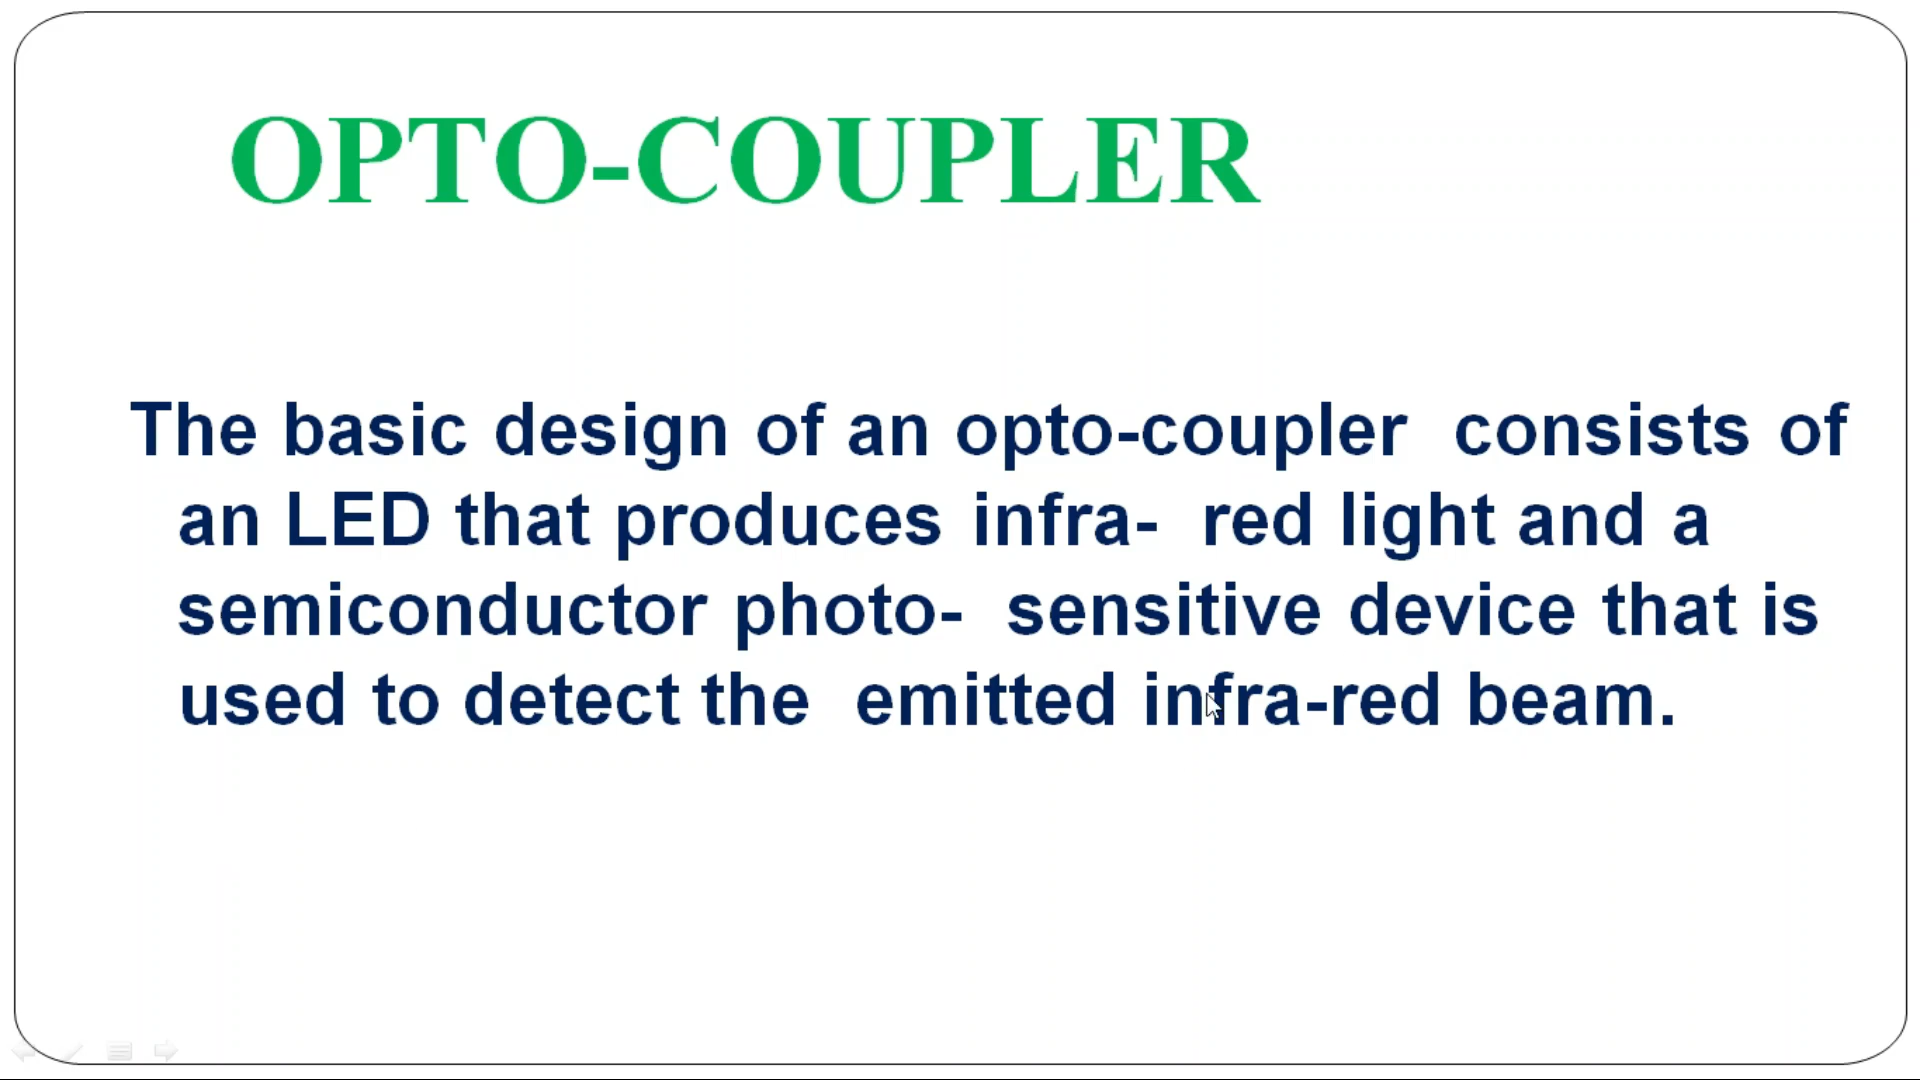 OPTO-COUPLER
The basic design of an opto-coupler consists of
an LED that produces infra- red light and a
semiconductor photo- sensitive device that is
used to detect the emitted infra-red beam.